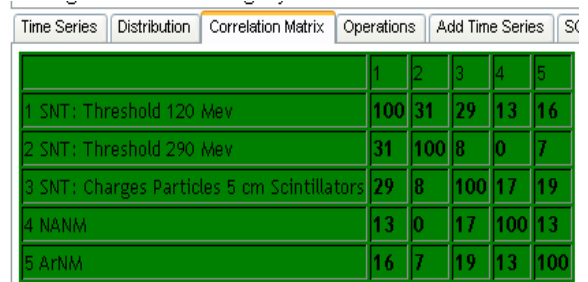 Time Series Distribution Correlation Matrix Operations Add Time Series
1 2 3 4 5
1 SNT: Threshold 120 Mev 100 31 29 13 16
2 SNT: Threshold 290 Mev 31 100 8 0 7
3 SNT: Charges Particles 5 cm Scintillators 29 8 100 17 19
4 NANM 13 0 17 100 13
5 ArNM 16 7 19 13 100